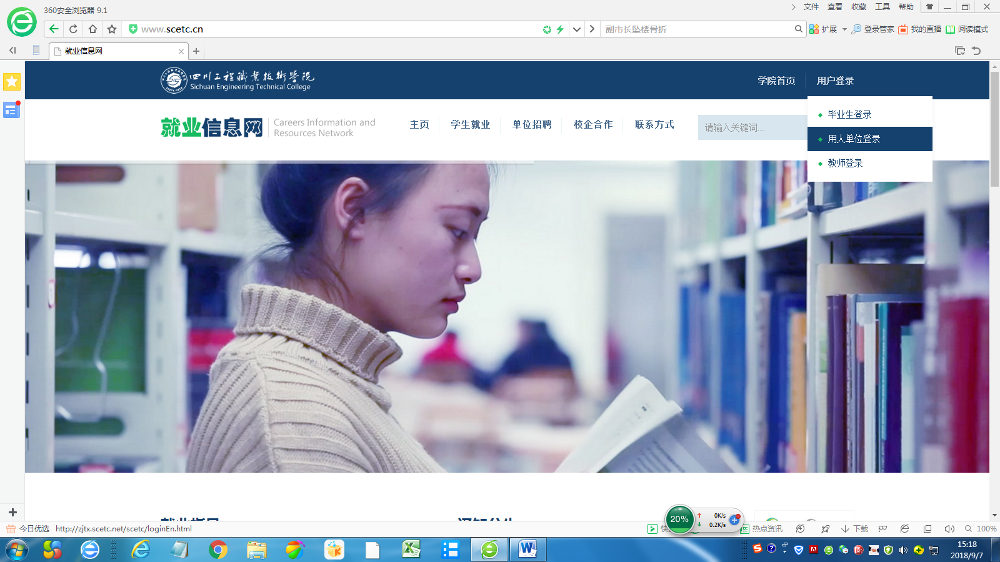 360安全浏览器 9.1
文件 查看 收藏 工具 帮助
www.scetc.cn
副市长坠楼骨折
扩展 登录管家 我的直播 阅读模式
就业信息网
四川工程职业技术学院
Sichuan Engineering Technical College
学院首页 用户登录
就业信息网
Careers Information and
Resources Network
主页 学生就业 单位招聘 校企合作 联系方式
请输入关键词...
毕业生登录
用人单位登录
教师登录
今日优选 http://zjtx.scetc.net/scetc/loginEn.html
20%
0K/s
0.2K/s
热点资讯
下载
100%
15:18
2018/9/7